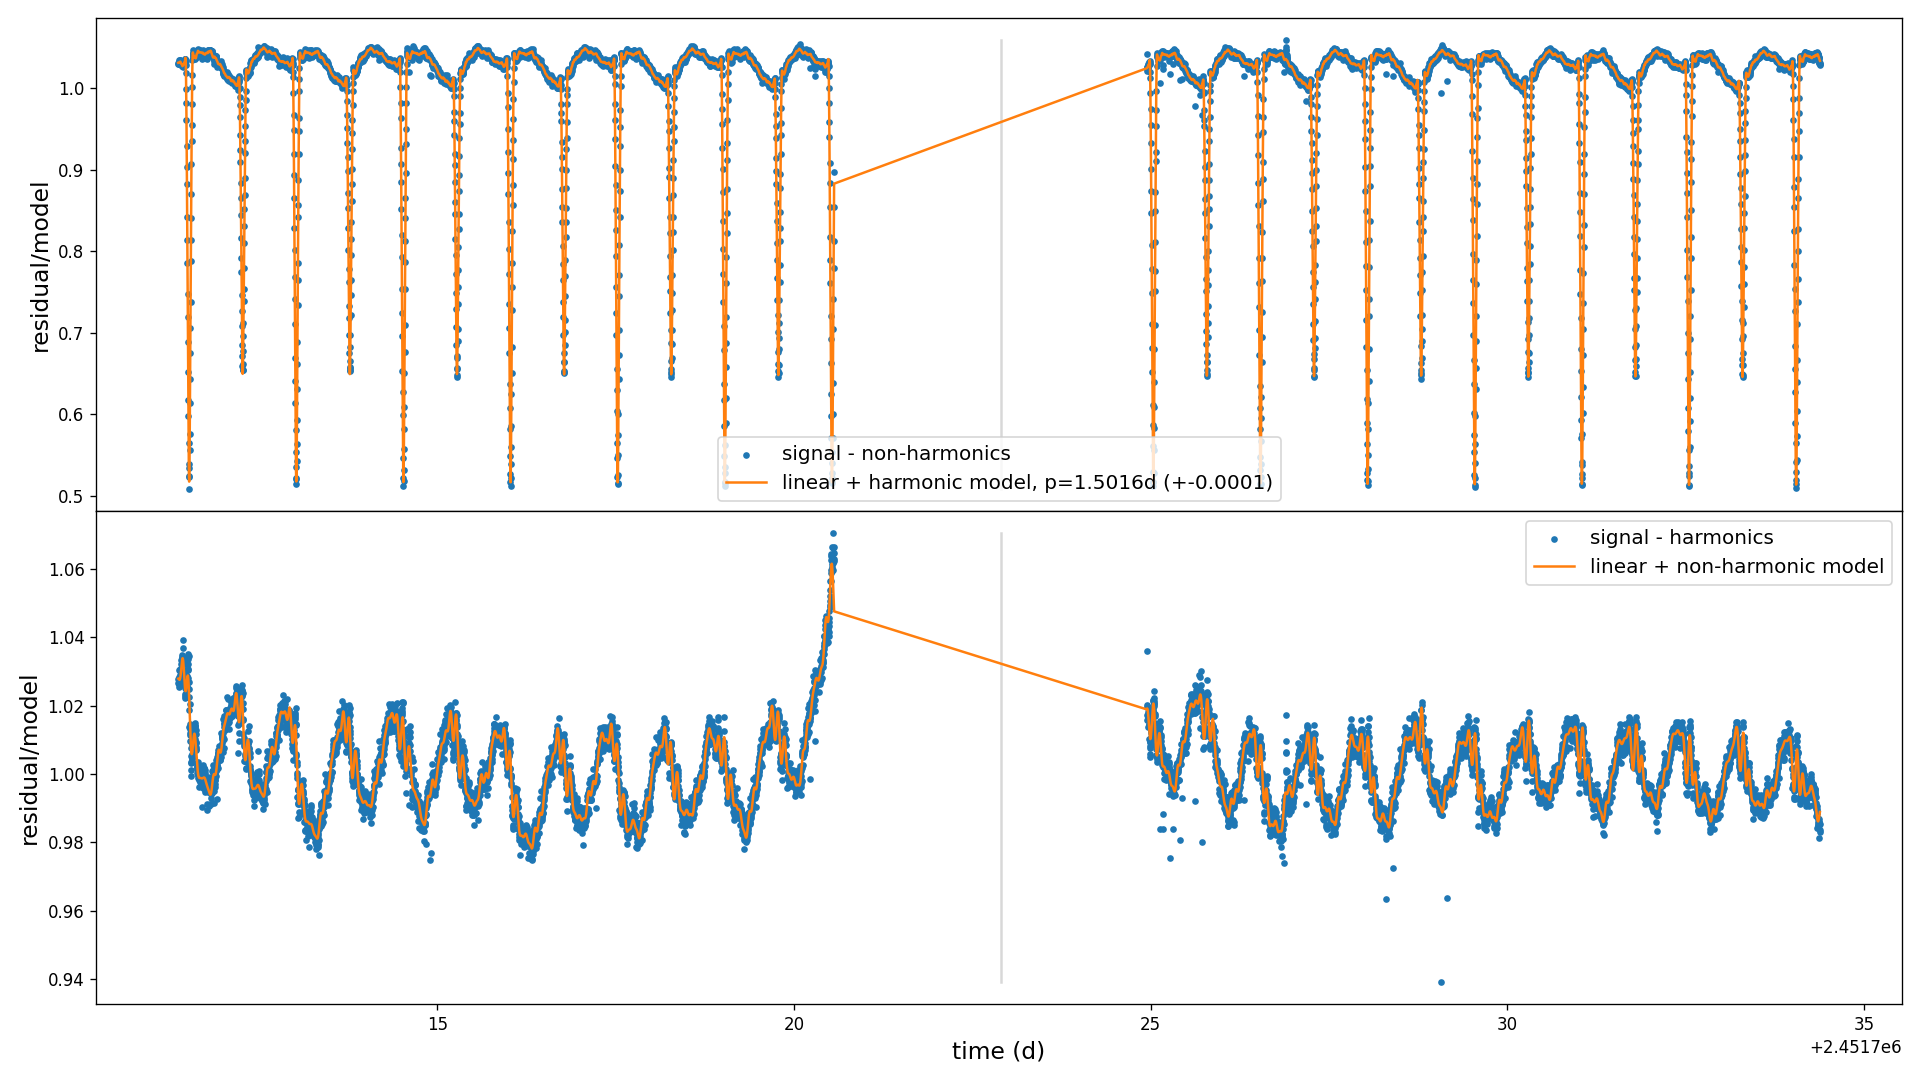 residual/model
1.0
0.9
0.8
0.7
0.6
0.5
signal - non-harmonics
linear + harmonic model, p=1.5016d (+-0.0001)
residual/model
1.06
1.04
1.02
1.00
0.98
0.96
0.94
signal - harmonics
linear + non-harmonic model
15 20 25 30 35
time (d)
+2.4517e6